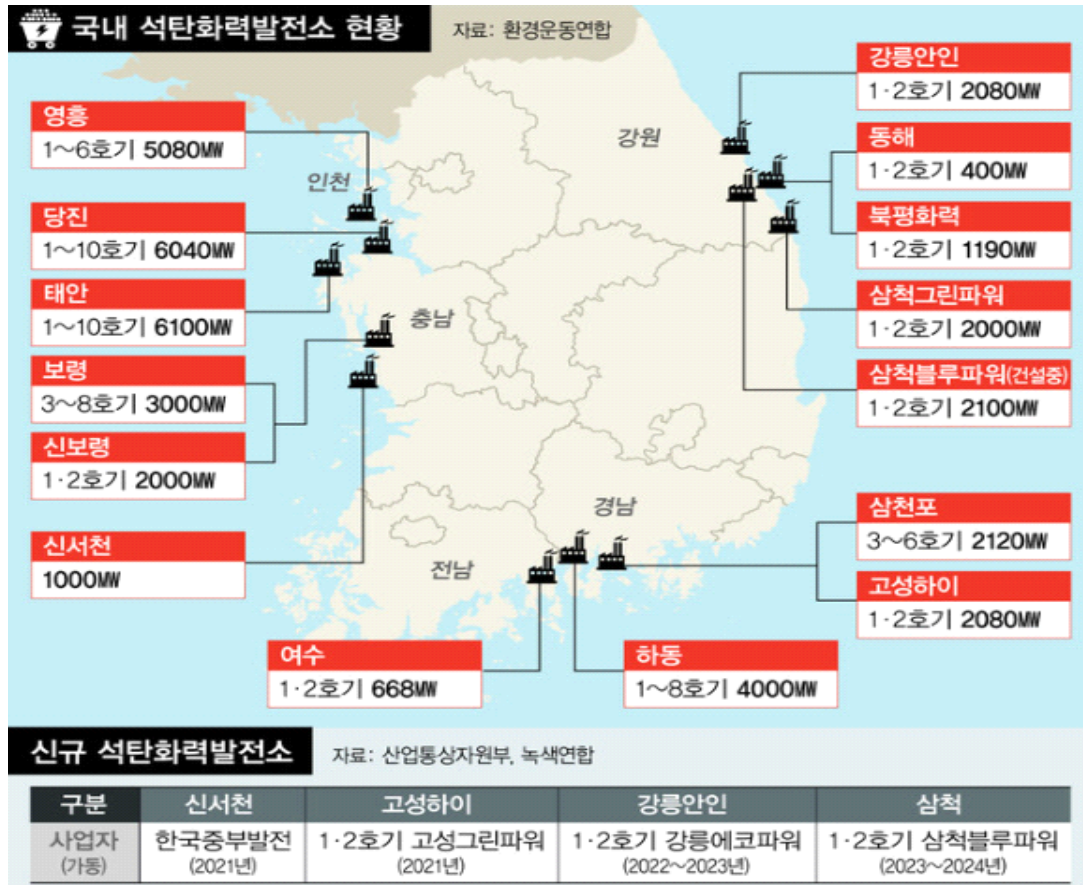 국내 석탄화력발전소 현황
자료: 환경운동연합
영흥
1~6호기 5080㎿
당진
1~10호기 6040㎿
태안
1~10호기 6100㎿
보령
3~8호기 3000㎿
신보령
1·2호기 2000㎿
신서천
1000㎿
인천
강원
충남
경남
전남
강릉안인
1·2호기 2080㎿
동해
1·2호기 400㎿
북평화력
1·2호기 1190㎿
삼척그린파워
1·2호기 2000㎿
삼척블루파워(건설중)
1·2호기 2100㎿
삼천포
3~6호기 2120㎿
고성하이
1·2호기 2080㎿
여수
1·2호기 668㎿
하동
1~8호기 4000㎿
신규 석탄화력발전소
자료: 산업통상자원부, 녹색연합
구분 신서천 고성하이 강릉안인 삼척
사업자 한국중부발전 1·2호기 고성그린파워 1·2호기 강릉에코파워 1·2호기 삼척블루파워
(가동) (2021년) (2021년) (2022~2023년) (2023~2024년)